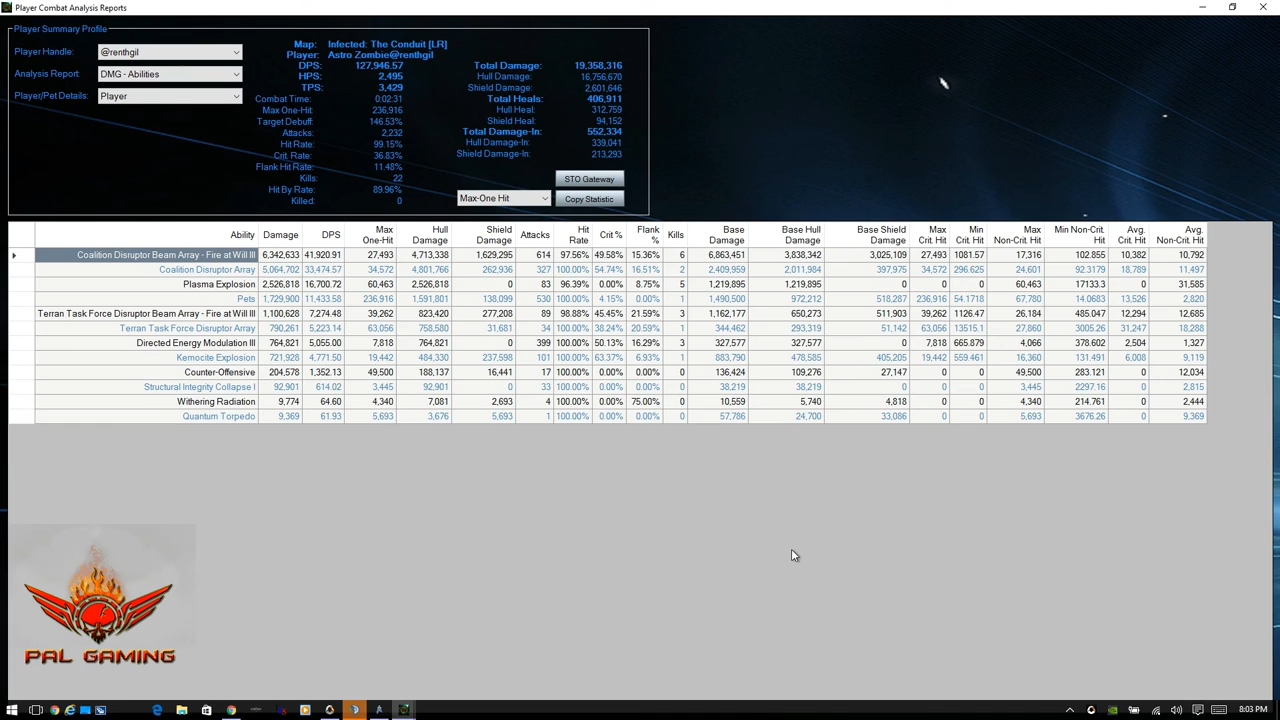 Player Combat Analysis Reports
Player Summary Profile
Player Handle: @renthgil
Analysis Report: DMG - Abilities
Player/Pet Details: Player
Map: Infected: The Conduit [LR]
Player: Astro Zombie@renthgil
DPS: 127,946.57
HPS: 2,495
TPS: 3,429
Combat Time: 0:02:31
Max One-Hit: 236,916
Target Debuff: 146.53%
Attacks: 2,232
Hit Rate: 99.15%
Crit. Rate: 36.83%
Flank Hit Rate: 11.48%
Kills: 22
Hit By Rate: 89.96%
Killed: 0
Total Damage: 19,358,316
Hull Damage: 16,756,670
Shield Damage: 2,601,646
Total Heals: 406,911
Hull Heal: 312,759
Shield Heal: 94,152
Total Damage-In: 552,334
Hull Damage-In: 339,041
Shield Damage-In: 213,293
STO Gateway
Max-One Hit Copy Statistic
Ability Damage DPS Max One-Hit Hull Damage Shield Damage Attacks Hit Rate Crit % Flank % Kills Base Damage Base Hull Damage Base Shield Damage Max Crit. Hit Min Crit. Hit Max Non-Crit. Hit Min Non-Crit. Hit Avg. Crit. Hit Avg. Non-Crit. Hit
Coalition Disruptor Beam Array - Fire at Will III 6,342,633 41,920.91 27,493 4,713,338 1,629,295 614 97.56% 49.58% 15.36% 6 6,863,451 3,838,342 3,025,109 27,493 1081.57 17,316 102.855 10,382 10,792
Coalition Disruptor Array 5,064,702 33,474.57 34,572 4,801,766 262,936 327 100.00% 54.74% 16.51% 2 2,409,959 2,011,984 397,975 34,572 296.625 24,601 92.3179 18,789 11,497
Plasma Explosion 2,526,818 16,700.72 60,463 2,526,818 0 83 96.39% 0.00% 8.75% 5 1,219,895 1,219,895 0 0 0 60,463 17133.3 0 31,585
Pets 1,729,900 11,433.58 236,916 1,591,801 138,099 530 100.00% 4.15% 0.00% 1 1,490,500 972,212 518,287 236,916 54.1718 67,780 14.0683 13,526 2,820
Terran Task Force Disruptor Beam Array - Fire at Will III 1,100,628 7,274.48 39,262 823,420 277,208 89 98.88% 45.45% 21.59% 3 1,162,177 650,273 511,903 39,262 1126.47 26,184 485.047 12,294 12,685
Terran Task Force Disruptor Array 790,261 5,223.14 63,056 758,580 31,681 34 100.00% 38.24% 20.59% 1 344,462 293,319 51,142 63,056 13515.1 27,860 3005.26 31,247 18,288
Directed Energy Modulation III 764,821 5,055.00 7,818 764,821 0 399 100.00% 50.13% 16.29% 3 327,577 327,577 0 7,818 665.879 4,066 378.602 2,504 1,327
Kemocite Explosion 721,928 4,771.50 19,442 484,330 237,598 101 100.00% 63.37% 6.93% 1 883,790 478,585 405,205 19,442 559.461 16,360 131.491 6,008 9,119
Counter-Offensive 204,578 1,352.13 49,500 188,137 16,441 17 100.00% 0.00% 0.00% 0 136,424 109,276 27,147 0 0 49,500 283.121 0 12,034
Structural Integrity Collapse I 92,901 614.02 3,445 92,901 0 33 100.00% 0.00% 0.00% 0 38,219 38,219 0 0 0 3,445 2297.16 0 2,815
Withering Radiation 9,774 64.60 4,340 7,081 2,693 4 100.00% 0.00% 75.00% 0 10,559 5,740 4,818 0 0 4,340 214.761 0 2,444
Quantum Torpedo 9,369 61.93 5,693 3,676 5,693 1 100.00% 0.00% 0.00% 0 57,786 24,700 33,086 0 0 5,693 3676.26 0 9,369
PAL GAMING
8:03 PM